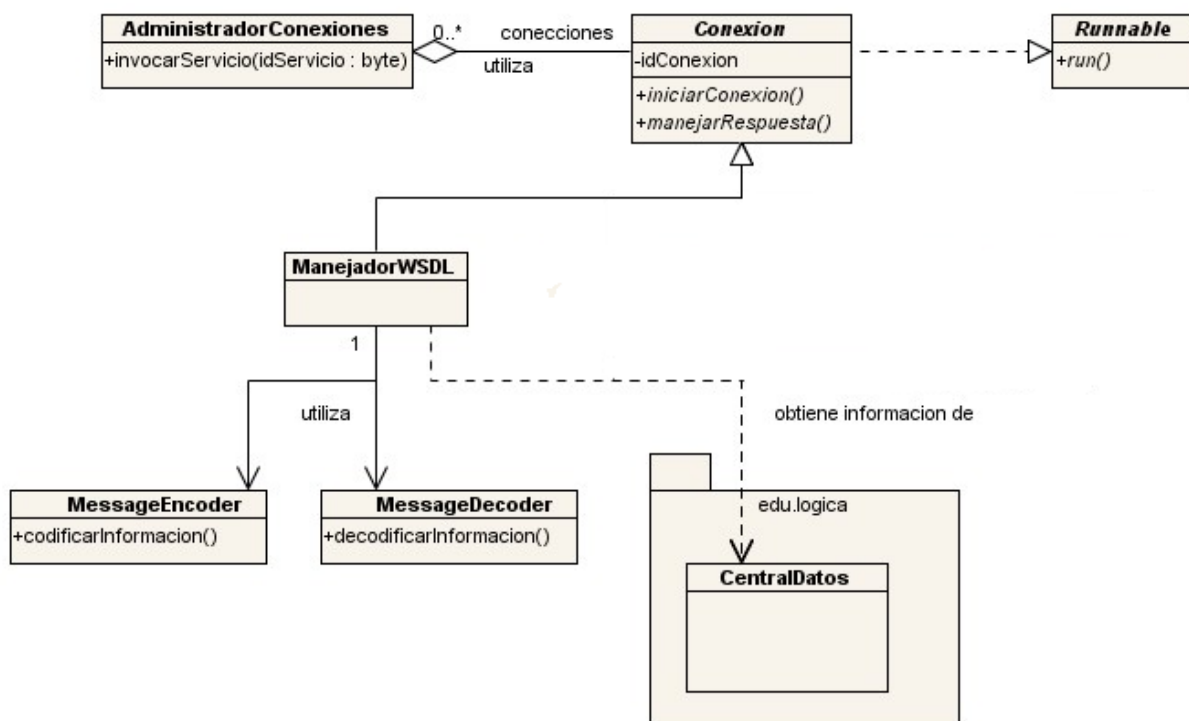 AdministradorConexiones
+invocarServicio(idServicio : byte)
0..*
conecciones
utiliza
Conexion
-idConexion
+iniciarConexion()
+manejarRespuesta()
Runnable
+run()
ManejadorWSDL
1
utiliza
obtiene informacion de
MessageEncoder
+codificarInformacion()
MessageDecoder
+decodificarInformacion()
edu.logica
CentralDatos